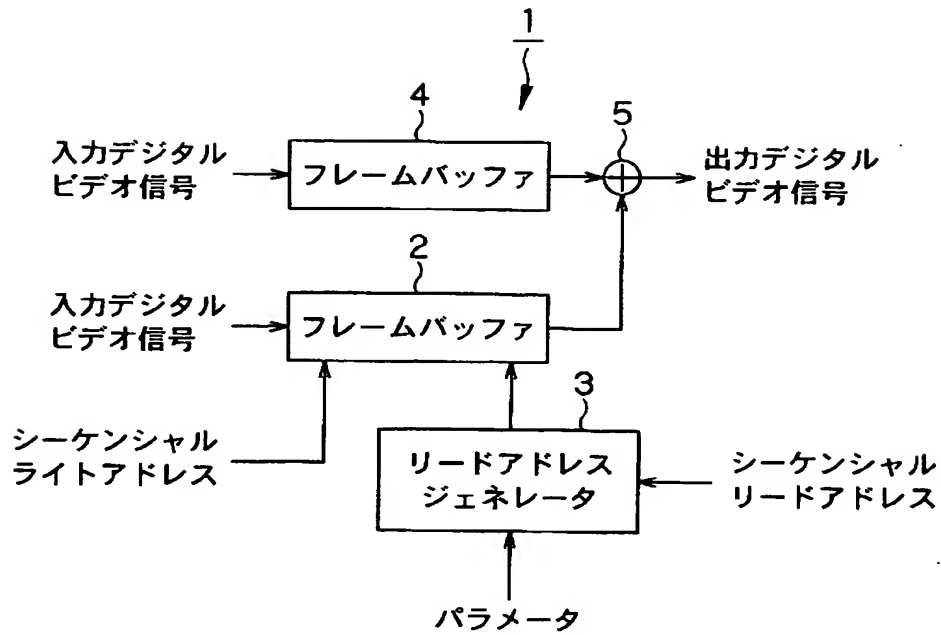 1
4
5
入力デジタル
ビデオ信号
フレームバッファ
出力デジタル
ビデオ信号
2
入力デジタル
ビデオ信号
フレームバッファ
3
シーケンシャル
ライトアドレス
リードアドレス
ジェネレータ
シーケンシャル
リードアドレス
パラメータ